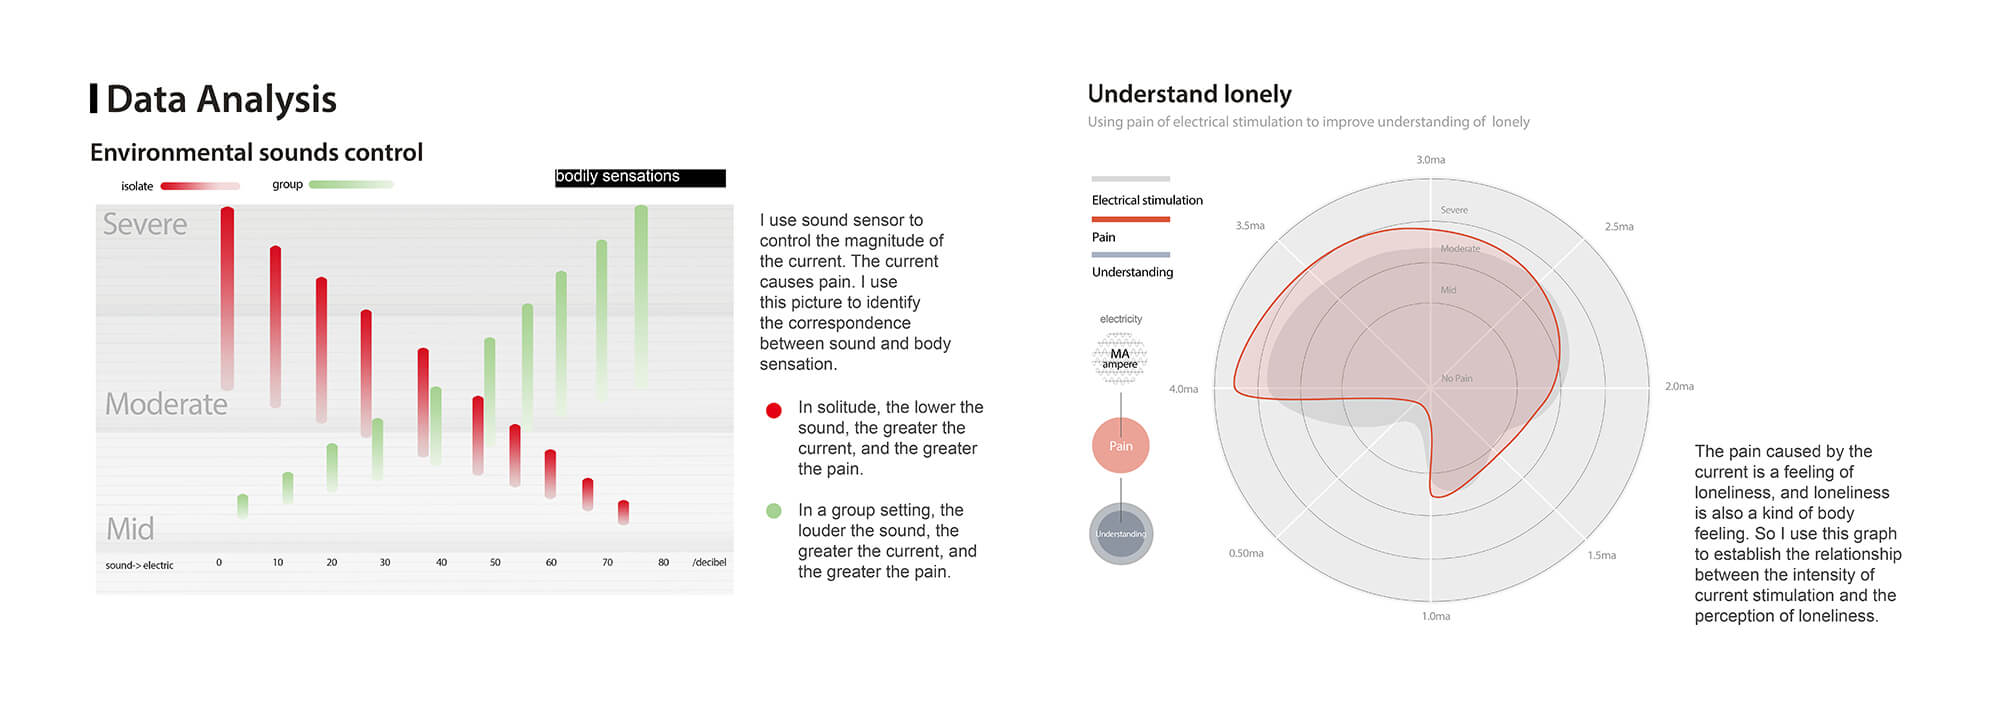 Data Analysis
Environmental sounds control
isolate
group
bodily sensations
Severe
Moderate
Mid
sound-> electric
0 10 20 30 40 50 60 70 80 /decibel
I use sound sensor to
control the magnitude of
the current. The current
causes pain. I use
this picture to identify
the correspondence
between sound and body
sensation.
In solitude, the lower the
sound, the greater the
current, and the greater
the pain.
In a group setting, the
louder the sound, the
greater the current, and
the greater the pain.
Understand lonely
Using pain of electrical stimulation to improve understanding of lonely
Electrical stimulation
Pain
Understanding
electricity
MA
ampere
Pain
Understanding
3.0ma
2.5ma
2.0ma
1.5ma
1.0ma
0.50ma
4.0ma
3.5ma
Severe
Moderate
Mid
No Pain
The pain caused by the
current is a feeling of
loneliness, and loneliness
is also a kind of body
feeling. So I use this graph
to establish the relationship
between the intensity of
current stimulation and the
perception of loneliness.